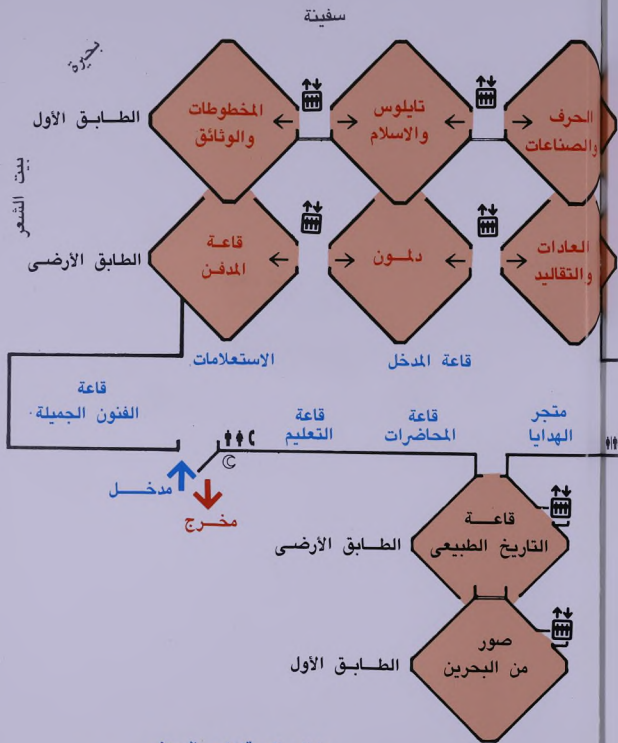 سفينة
بحيرة
بيت الشعر
الطابق الأول
الحرف
والصناعات
تايلوس
والاسلام
المخطوطات
والوثائق
الطابق الأرضى
العادات
والتقاليد
دلمون
قاعة
المدفن
قاعة المدخل
الاستعلامات
قاعة
الفنون الجميلة
متجر
الهدايا
قاعة
المحاضرات
قاعة
التعليم
مدخل
مخرج
قاعة
التاريخ الطبيعى
الطابق الأرضى
صور
من البحرين
الطابق الأول